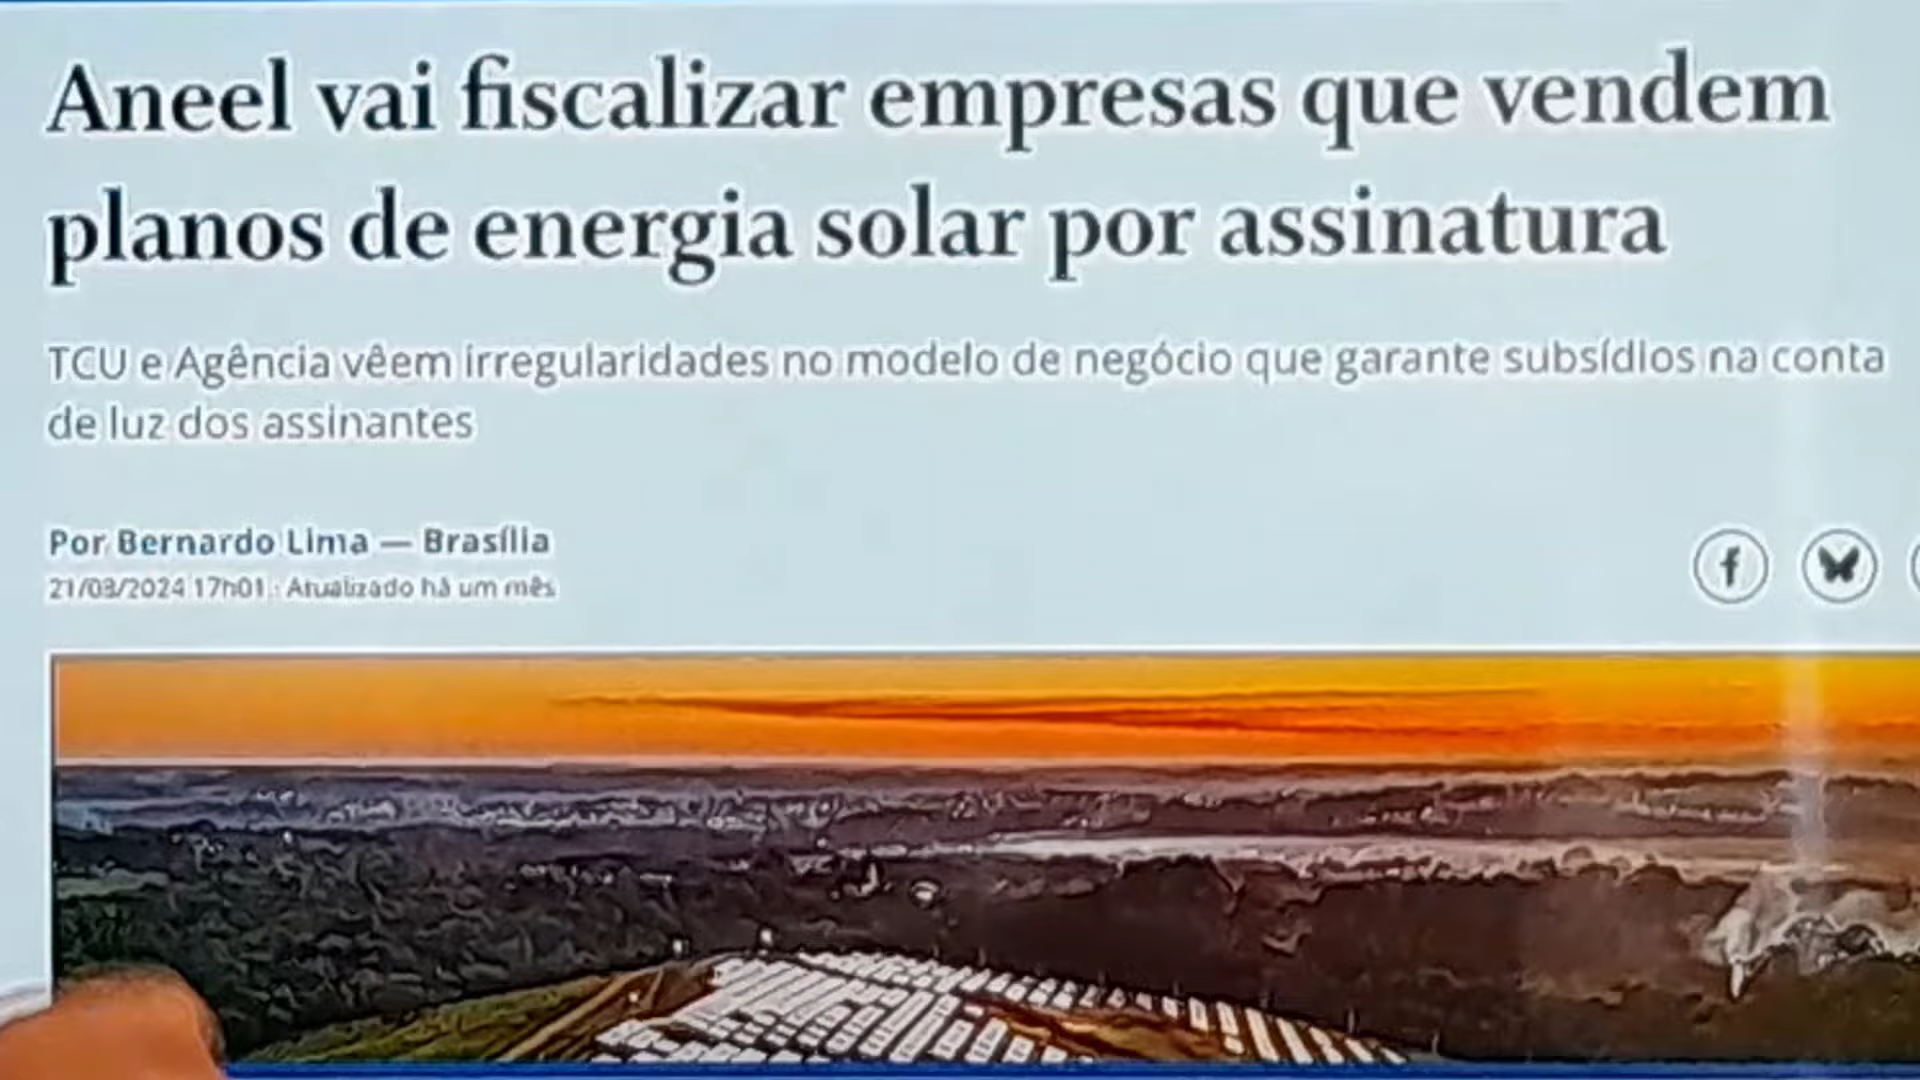 Aneel vai fiscalizar empresas que vendem
planos de energia solar por assinatura
TCU e Agência vêem irregularidades no modelo de negócio que garante subsídios na conta
de luz dos assinantes
Por Bernardo Lima — Brasília
21/08/2024 17h01 · Atualizado há um mês